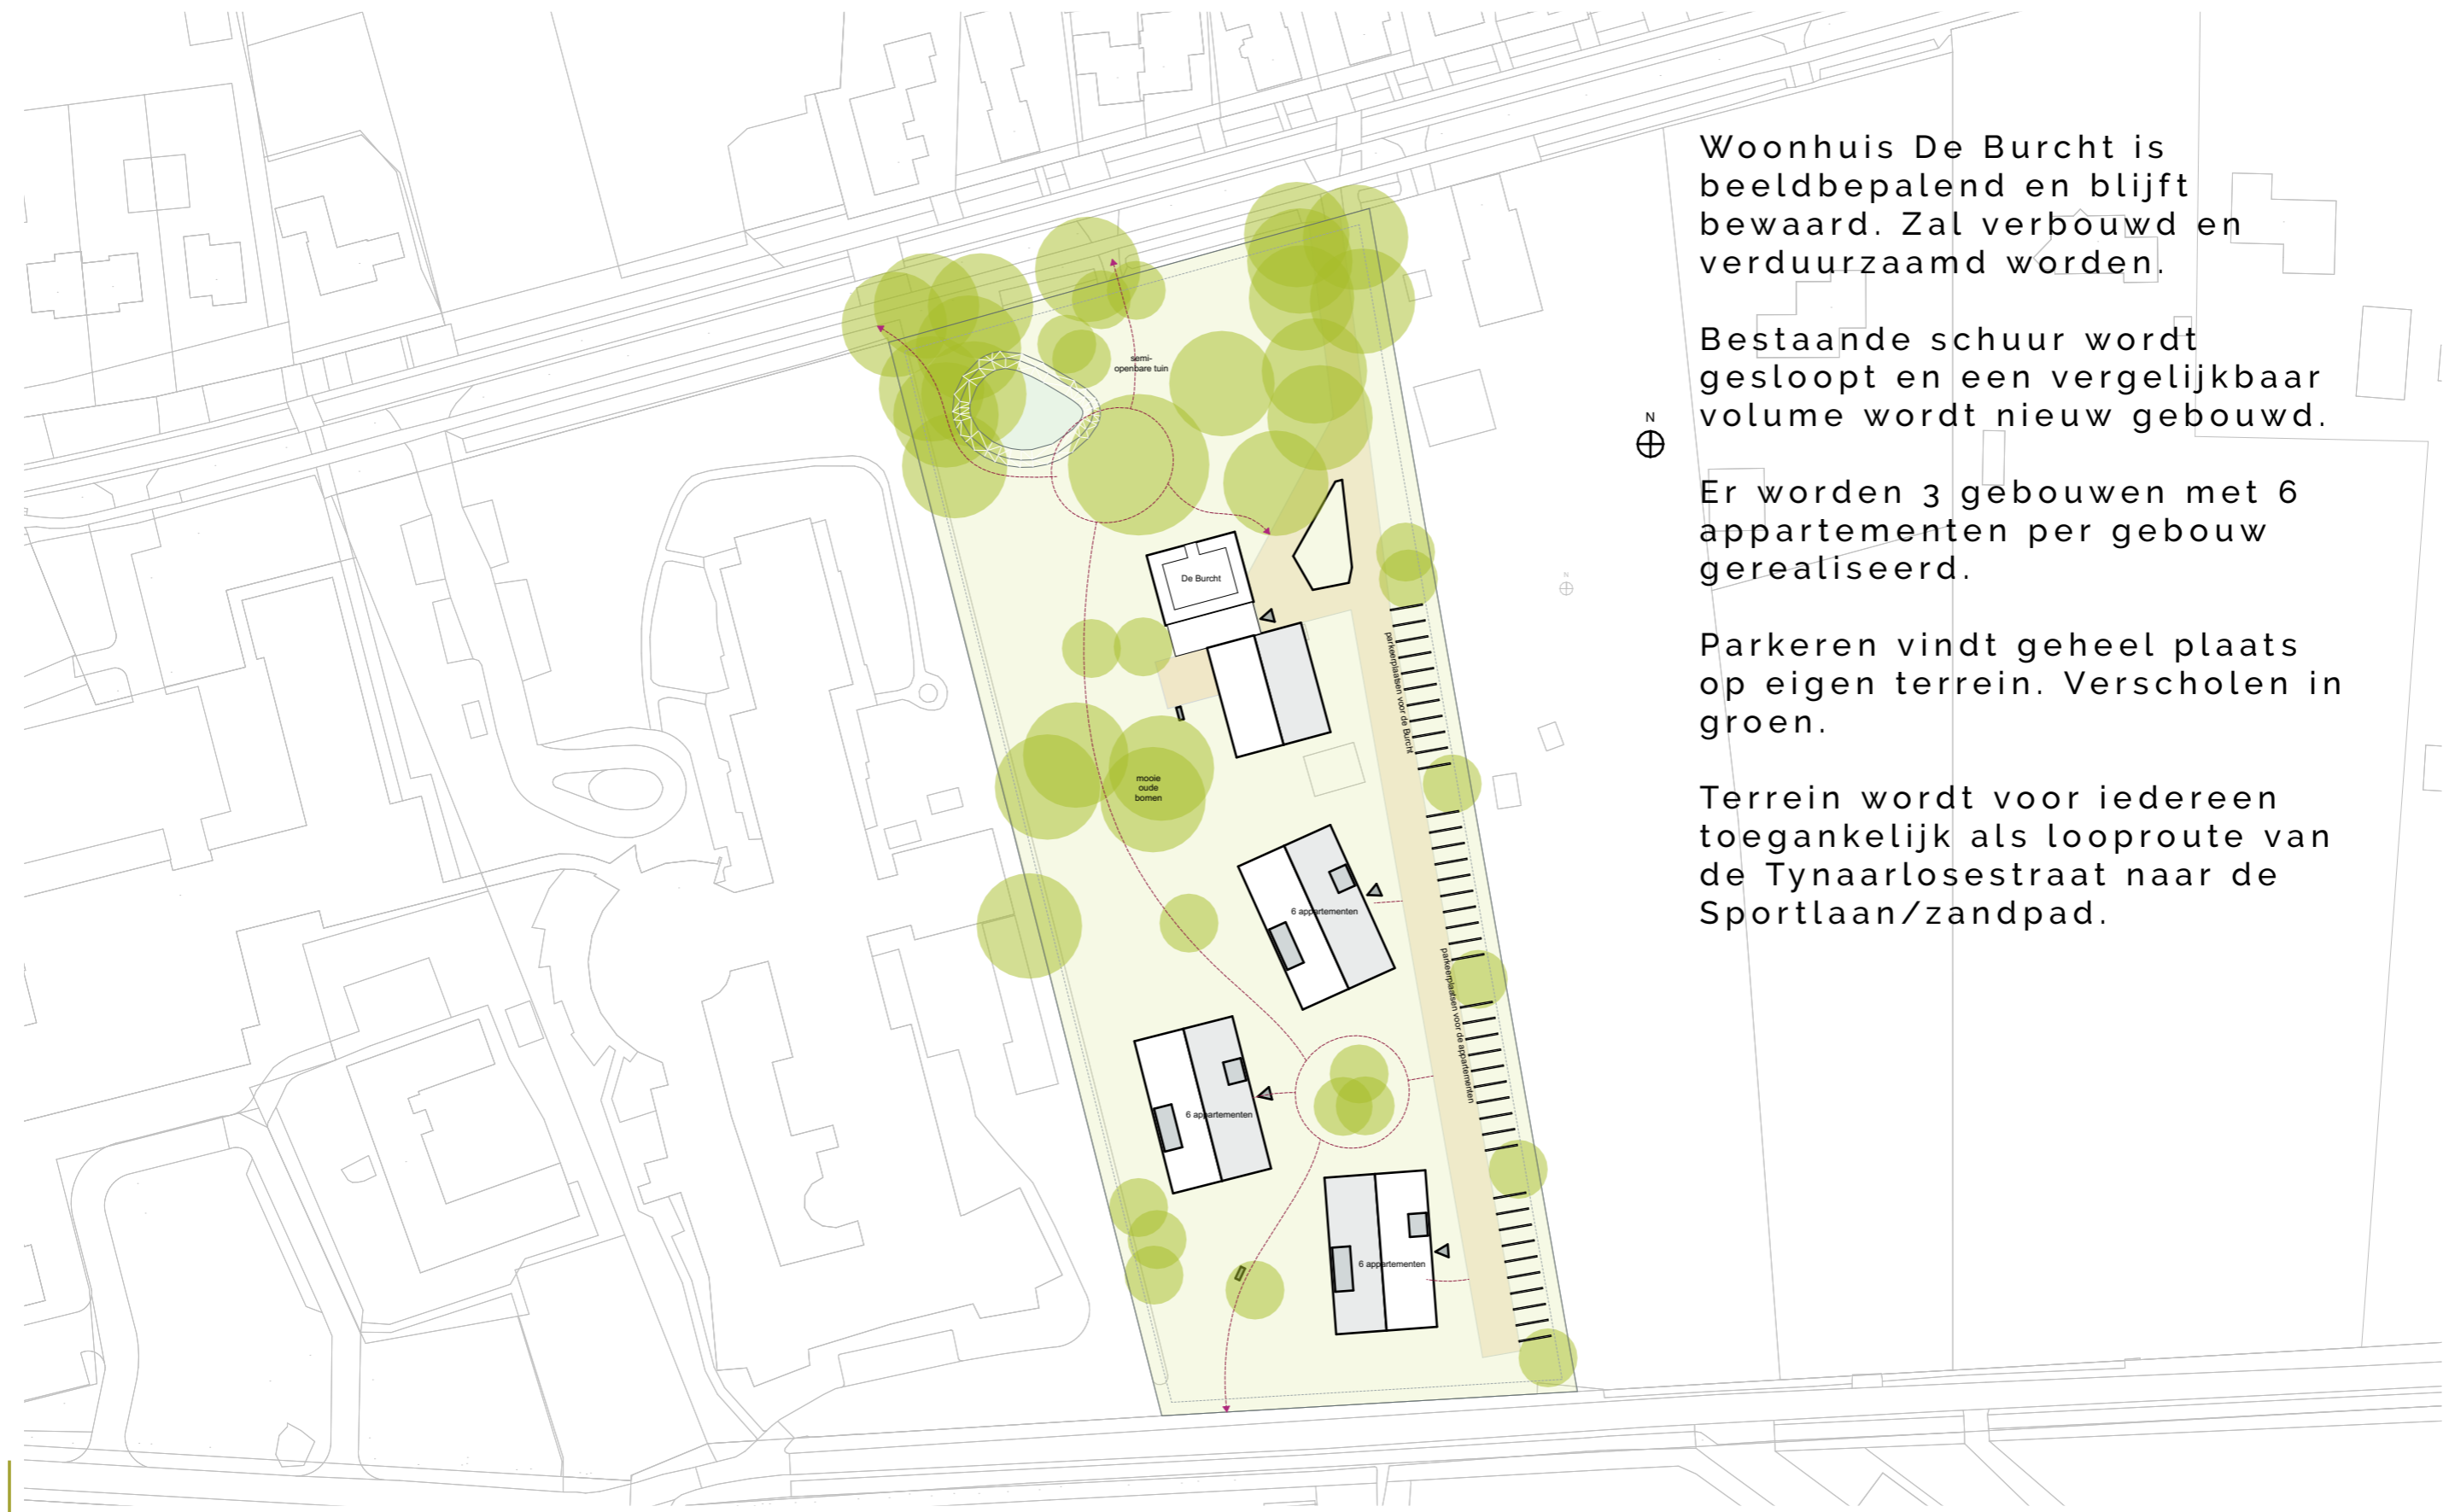 Woonhuis De Burcht is
beeldbepalend en blijft
bewaard. Zal verbouwd en
verduurzaamd worden.
Bestaande schuur wordt
gesloopt en een vergelijkbaar
volume wordt nieuw gebouwd.
Er worden 3 gebouwen met 6
appartementen per gebouw
gerealiseerd.
Parkeren vindt geheel plaats
op eigen terrein. Verscholen in
groen.
Terrein wordt voor iedereen
toegankelijk als looproute van
de Tynaarlosestraat naar de
Sportlaan/zandpad.
N
N
semi-
openbare tuin
De Burcht
parkeerplaatsen voor de Burcht
mooie
oude
bomen
6 appartementen
parkeerplaatsen voor de appartementen
6 appartementen
6 appartementen